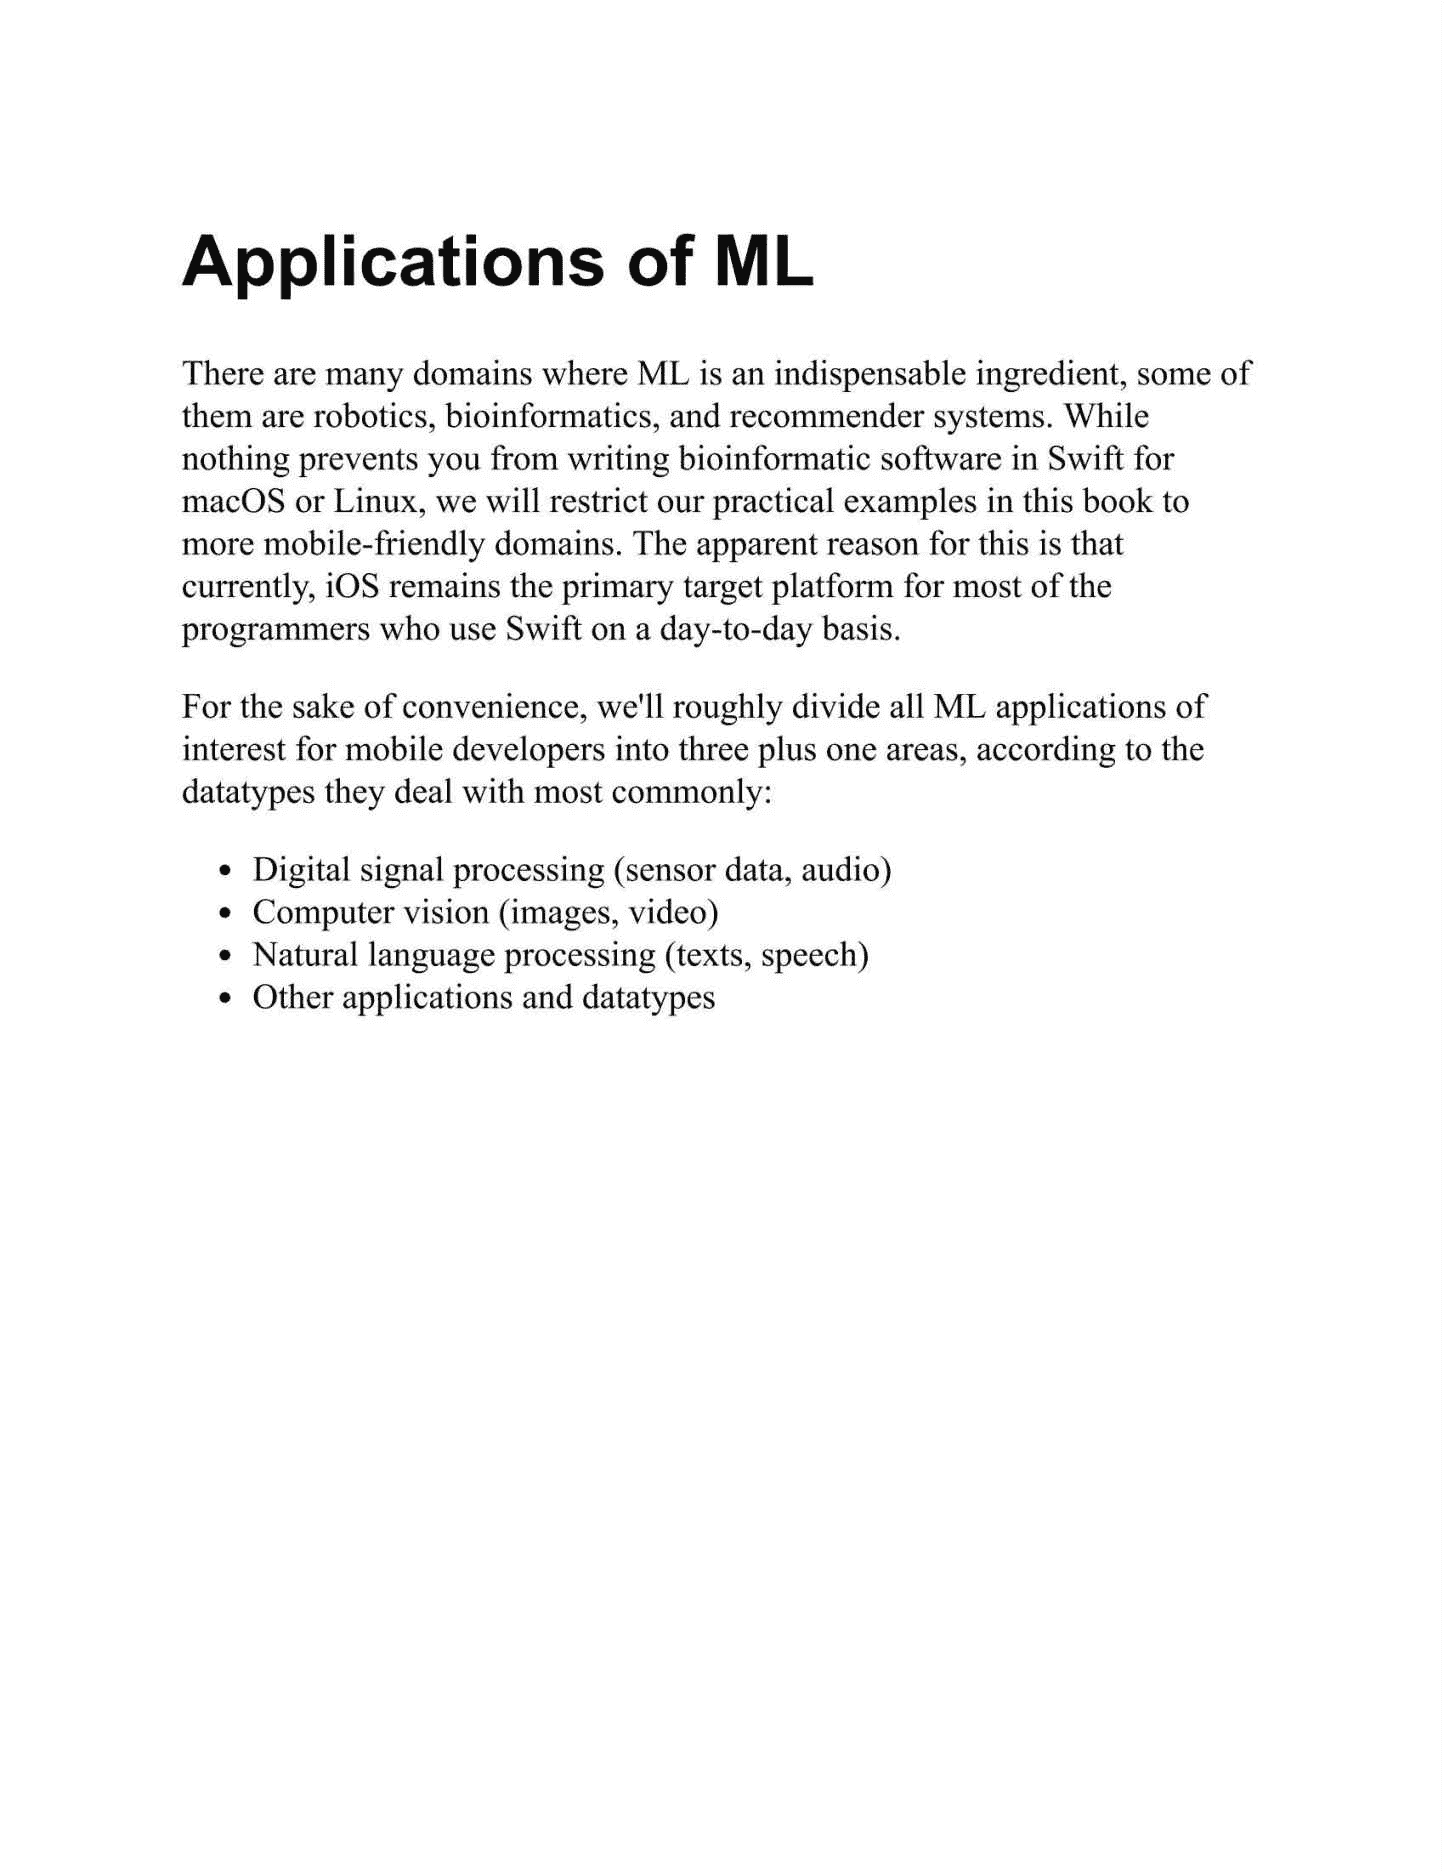 Applications of ML
There are many domains where ML is an indispensable ingredient, some of
them are robotics, bioinformatics, and recommender systems. While
nothing prevents you from writing bioinformatic software in Swift for
macOS or Linux, we will restrict our practical examples in this book to
more mobile-friendly domains. The apparent reason for this is that
currently, iOS remains the primary target platform for most of the
programmers who use Swift on a day-to-day basis.
For the sake of convenience, we'll roughly divide all ML applications of
interest for mobile developers into three plus one areas, according to the
datatypes they deal with most commonly:
• Digital signal processing (sensor data, audio)
• Computer vision (images, video)
• Natural language processing (texts, speech)
• Other applications and datatypes